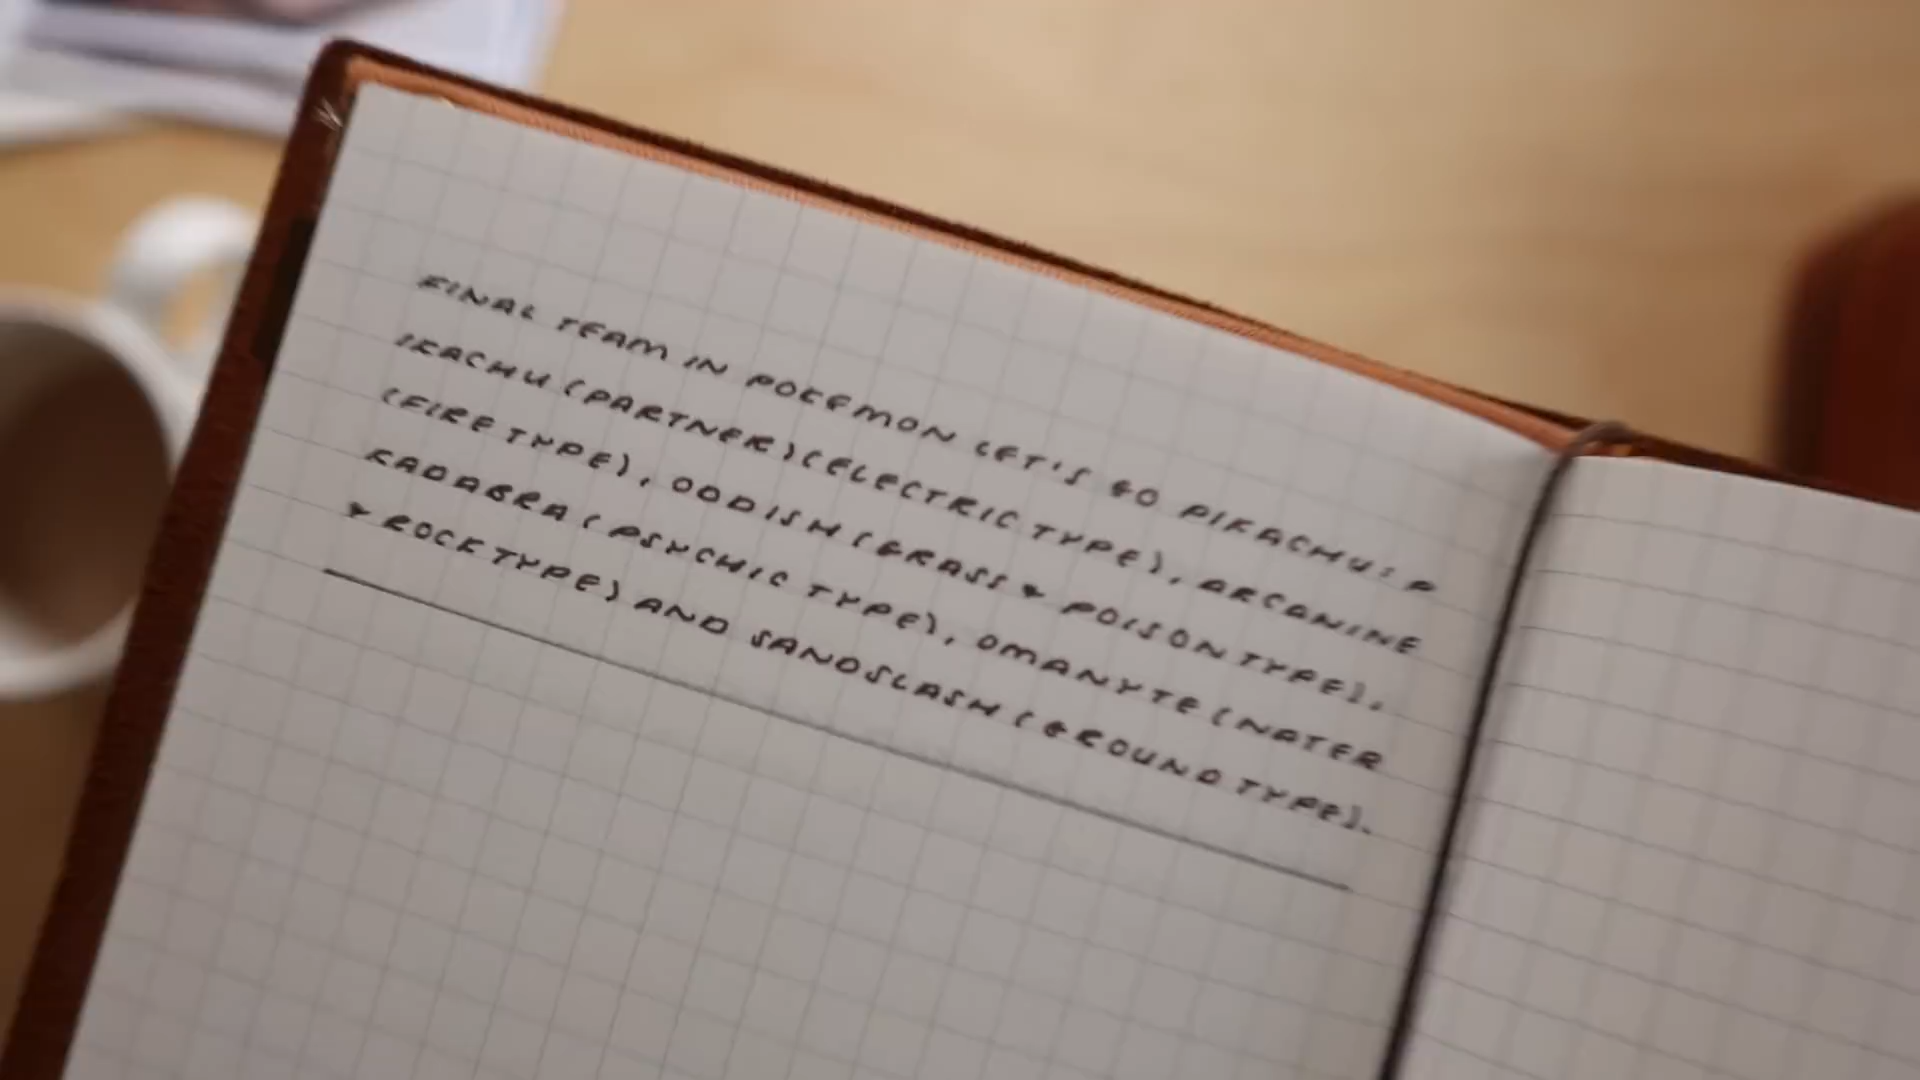 FINAL TEAM IN POKEMON LET'S GO PIKACHU: P
IKACHU (PARTNER) (ELECTRIC TYPE), ARCANINE
(FIRE TYPE), ODDISH (GRASS & POISON TYPE),
KADABRA (PSYCHIC TYPE), OMANYTE (WATER
& ROCK TYPE) AND SANDSLASH (GROUND TYPE).